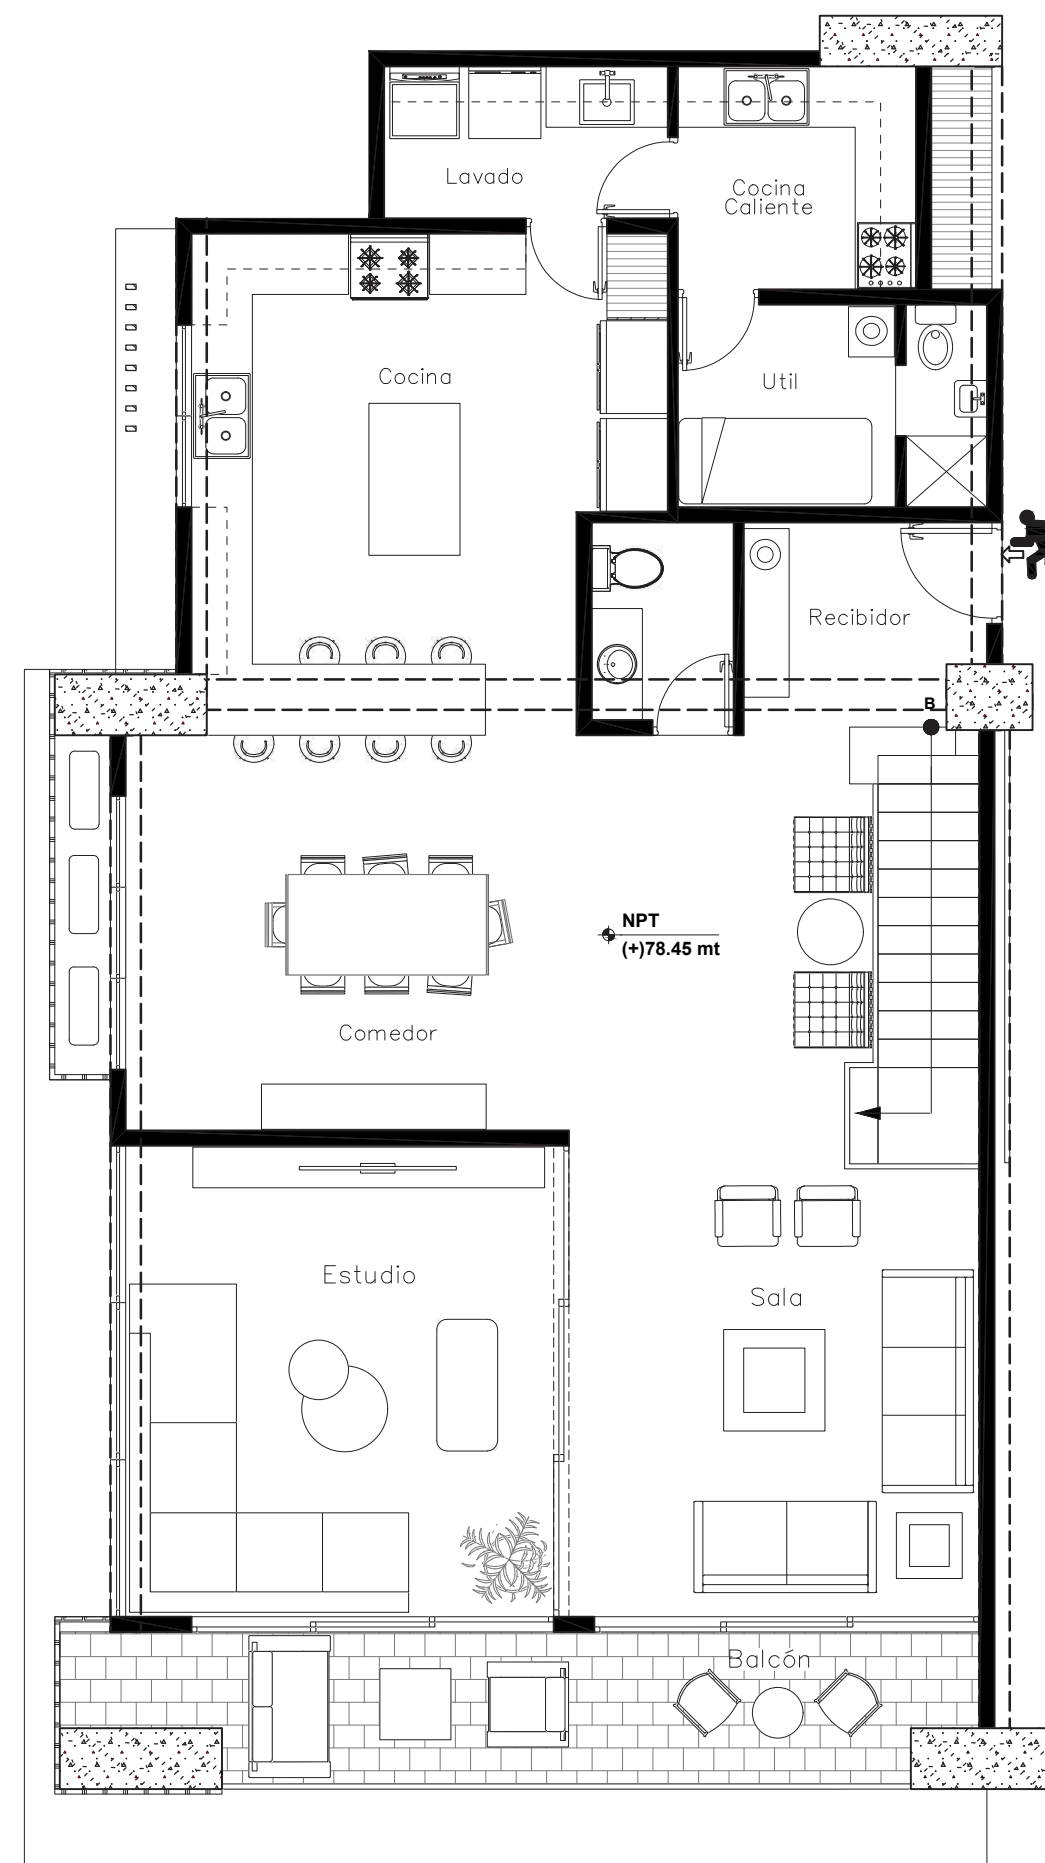 Lavado
Cocina
Caliente
Cocina
Util
Recibidor
B
NPT
(+)78.45 mt
Comedor
Estudio
Sala
Balcón